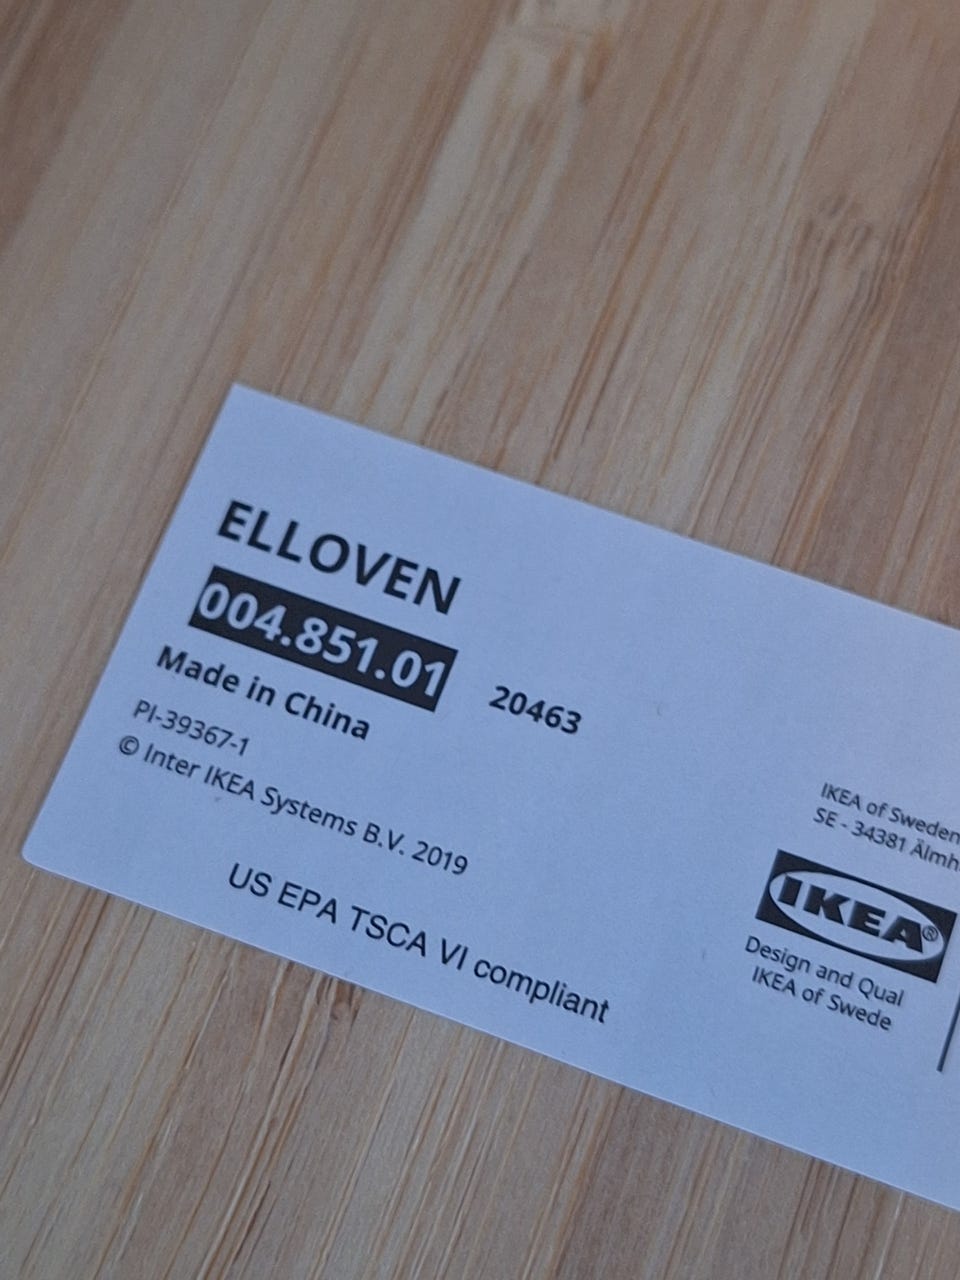 ELLOVEN
004.851.01
20463
Made in China
PI-39367-1
© Inter IKEA Systems B.V. 2019
US EPA TSCA VI compliant
IKEA of Sweden
SE - 34381 Älmh
IKEA®
Design and Qual
IKEA of Swede